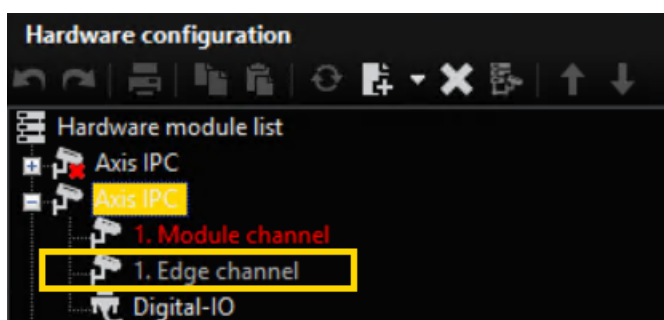 Hardware configuration
Hardware module list
Axis IPC
Axis IPC
1. Module channel
1. Edge channel
Digital-IO